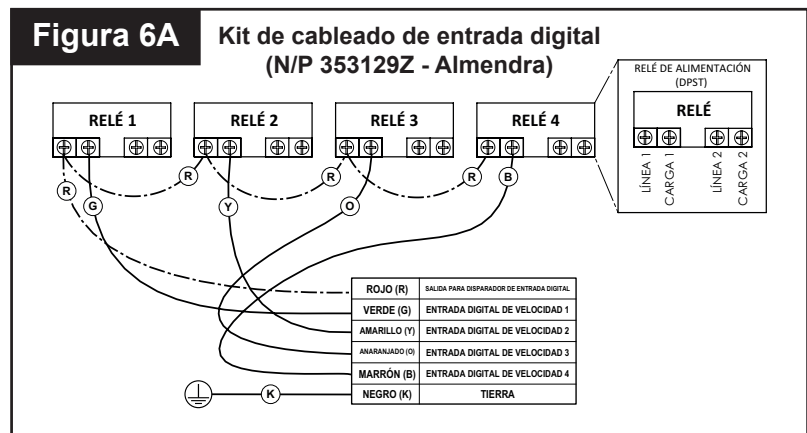 Figura 6A
Kit de cableado de entrada digital
(N/P 353129Z - Almendra)
RELÉ DE ALIMENTACIÓN
(DPST)
RELÉ
LÍNEA 1
CARGA 1
LÍNEA 2
CARGA 2
RELÉ 1
RELÉ 2
RELÉ 3
RELÉ 4
R
R
R
R
B
G
Y
O
ROJO (R) SALIDA PARA DISPARADOR DE ENTRADA DIGITAL
VERDE (G) ENTRADA DIGITAL DE VELOCIDAD 1
AMARILLO (Y) ENTRADA DIGITAL DE VELOCIDAD 2
ANARANJADO (O) ENTRADA DIGITAL DE VELOCIDAD 3
MARRÓN (B) ENTRADA DIGITAL DE VELOCIDAD 4
K
NEGRO (K) TIERRA